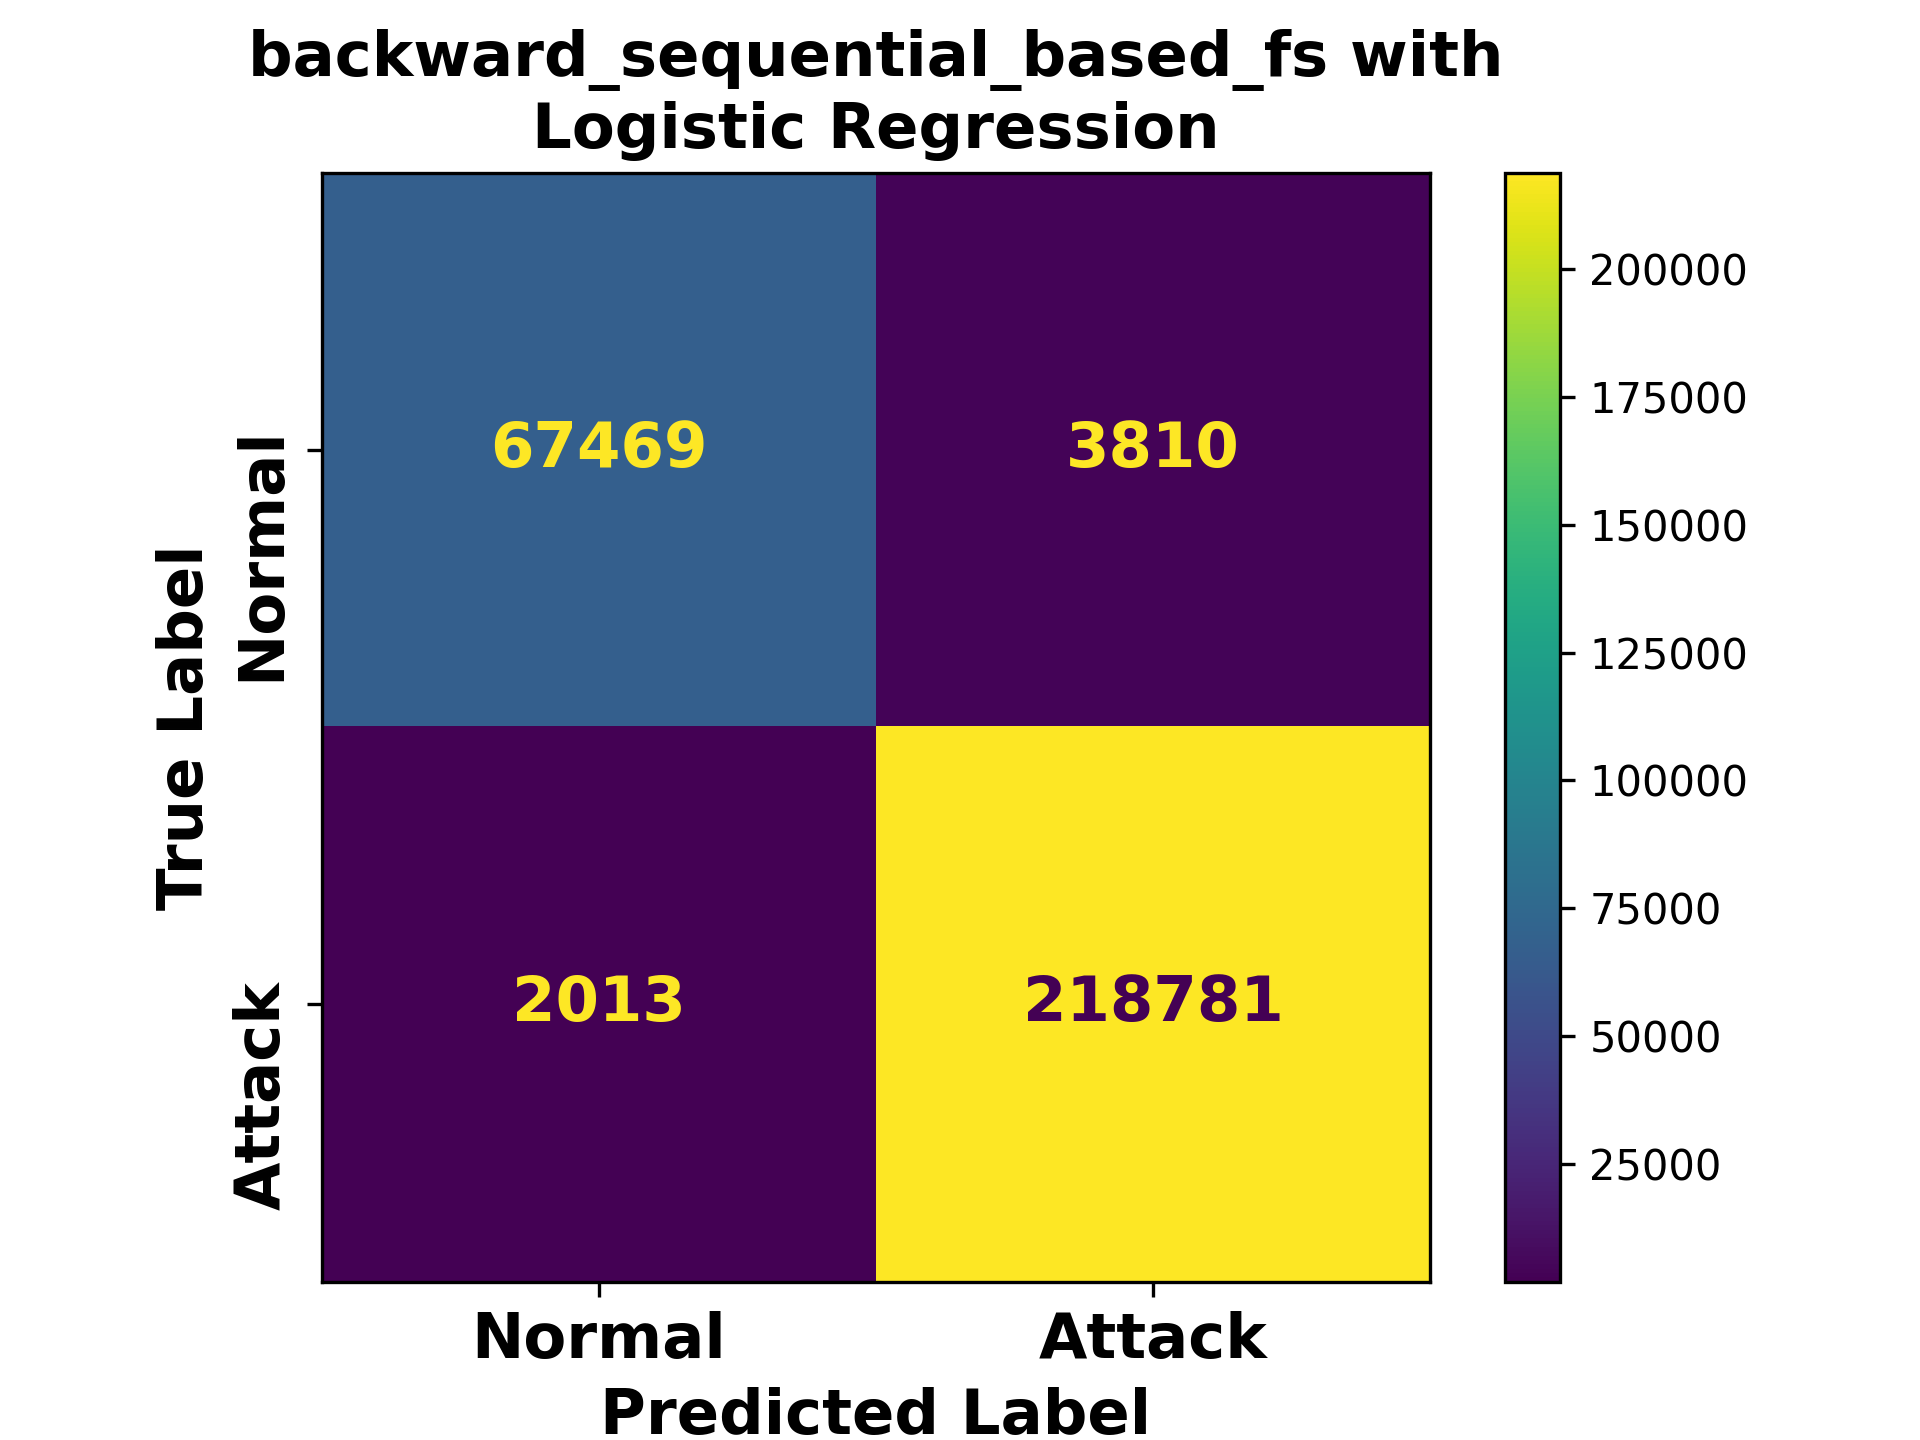 backward_sequential_based_fs with
Logistic Regression
True Label
Normal
Attack
67469
3810
2013
218781
Normal
Attack
Predicted Label
200000
175000
150000
125000
100000
75000
50000
25000